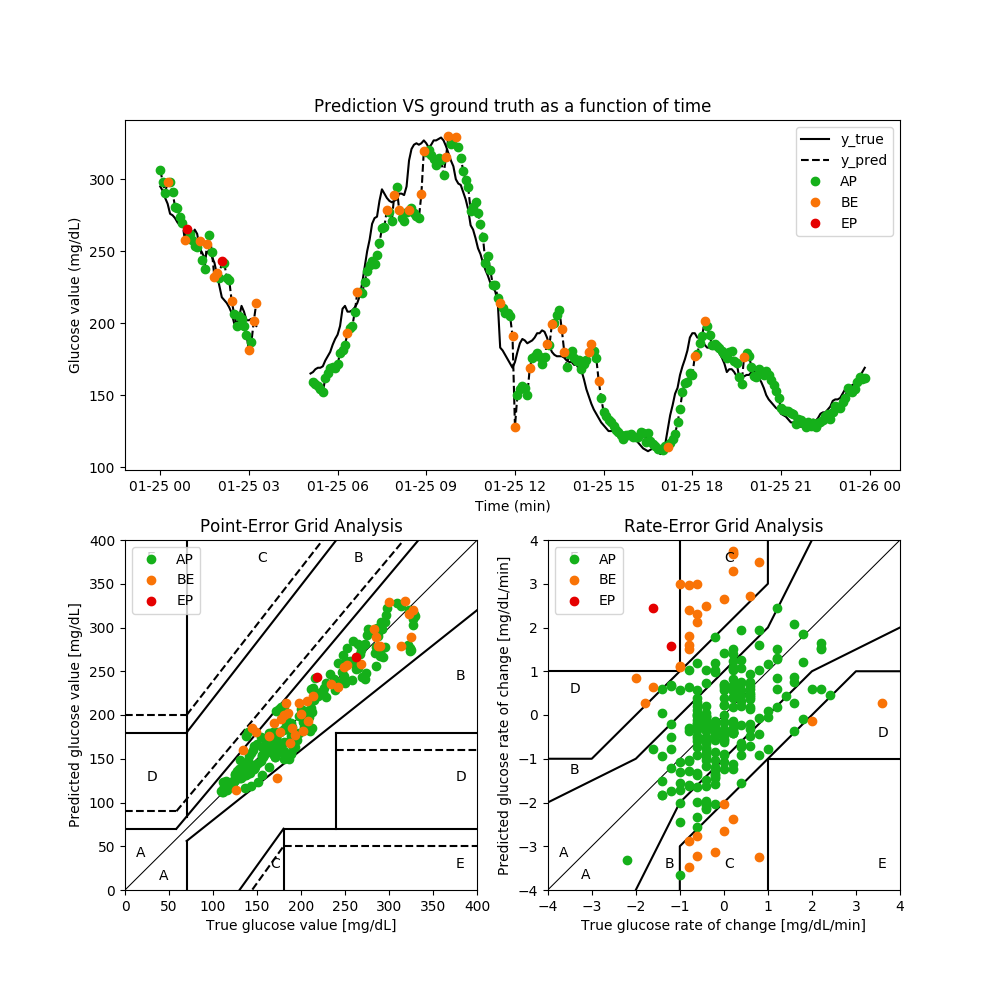 Prediction VS ground truth as a function of time
Glucose value (mg/dL)
300
250
200
150
100
y_true
y_pred
AP
BE
EP
01-25 00 01-25 03 01-25 06 01-25 09 01-25 12 01-25 15 01-25 18 01-25 21 01-26 00
Time (min)
Point-Error Grid Analysis
Predicted glucose value [mg/dL]
400
350
300
250
200
150
100
50
0
AP
BE
EP
C
B
B
D
D
A
A
C
E
0 50 100 150 200 250 300 350 400
True glucose value [mg/dL]
Rate-Error Grid Analysis
Predicted glucose rate of change [mg/dL/min]
4
3
2
1
0
−1
−2
−3
−4
AP
BE
EP
C
D
D
B
A
A
B
C
E
−4 −3 −2 −1 0 1 2 3 4
True glucose rate of change [mg/dL/min]